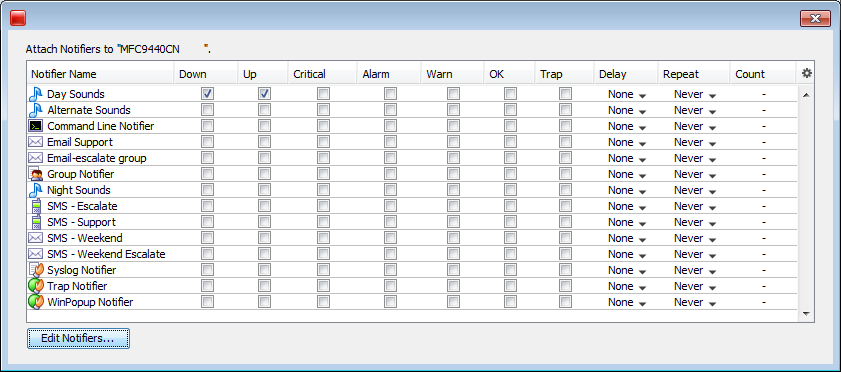 Attach Notifiers to "MFC9440CN ".
Notifier Name Down Up Critical Alarm Warn OK Trap Delay Repeat Count
Day Sounds None Never -
Alternate Sounds None Never -
Command Line Notifier None Never -
Email Support None Never -
Email-escalate group None Never -
Group Notifier None Never -
Night Sounds None Never -
SMS - Escalate None Never -
SMS - Support None Never -
SMS - Weekend None Never -
SMS - Weekend Escalate None Never -
Syslog Notifier None Never -
Trap Notifier None Never -
WinPopup Notifier None Never -
Edit Notifiers...